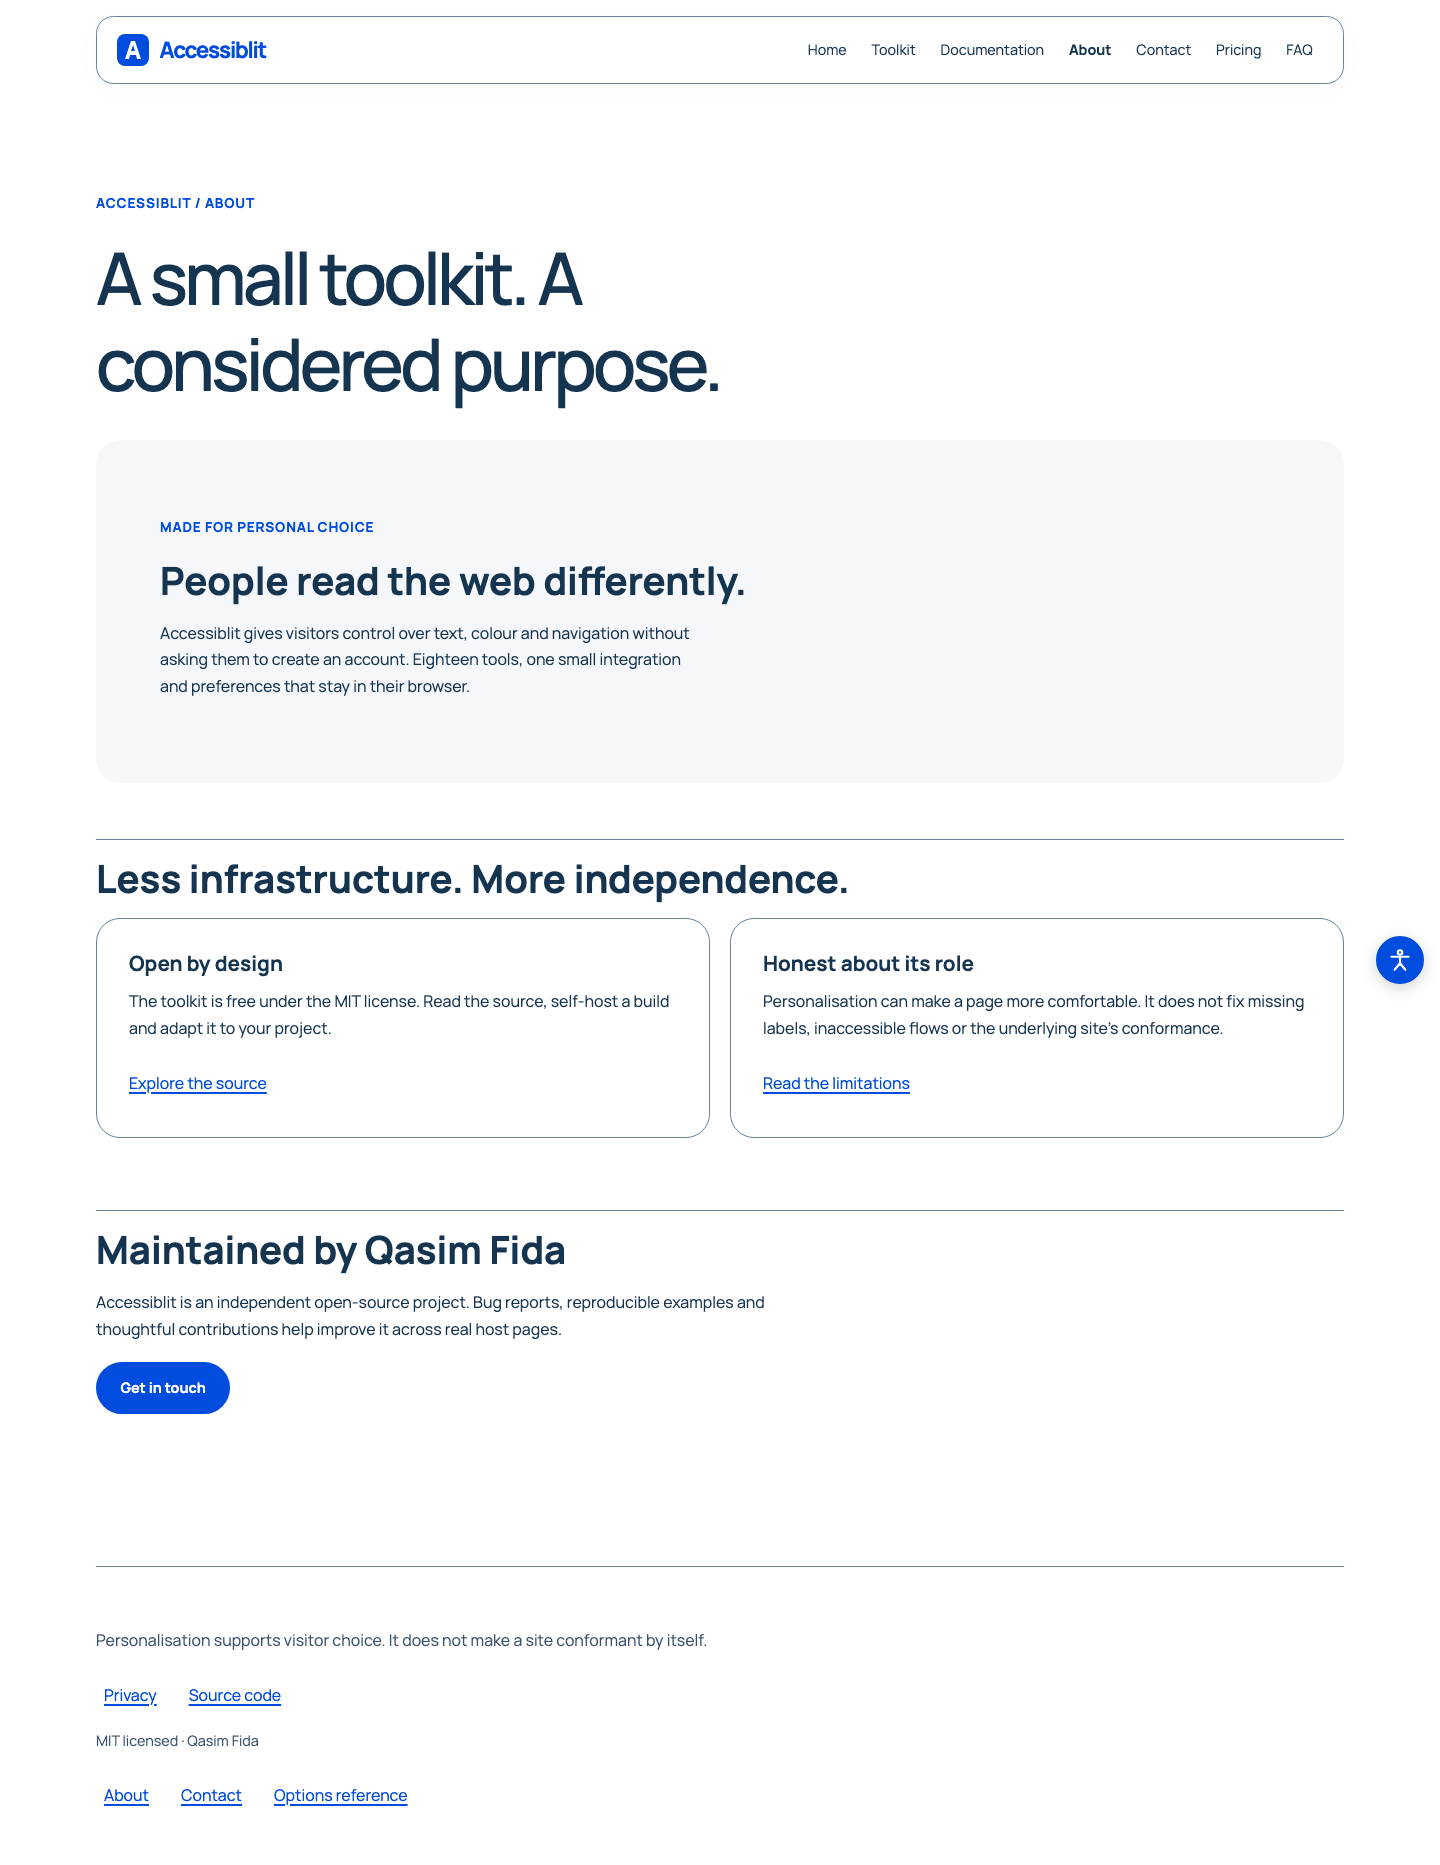 A Accessiblit
Home Toolkit Documentation About Contact Pricing FAQ
ACCESSIBLIT / ABOUT
A small toolkit. A
considered purpose.
MADE FOR PERSONAL CHOICE
People read the web differently.
Accessiblit gives visitors control over text, colour and navigation without
asking them to create an account. Eighteen tools, one small integration
and preferences that stay in their browser.
Less infrastructure. More independence.
Open by design
The toolkit is free under the MIT license. Read the source, self-host a build
and adapt it to your project.
Explore the source
Honest about its role
Personalisation can make a page more comfortable. It does not fix missing
labels, inaccessible flows or the underlying site's conformance.
Read the limitations
Maintained by Qasim Fida
Accessiblit is an independent open-source project. Bug reports, reproducible examples and
thoughtful contributions help improve it across real host pages.
Get in touch
Personalisation supports visitor choice. It does not make a site conformant by itself.
Privacy Source code
MIT licensed · Qasim Fida
About Contact Options reference